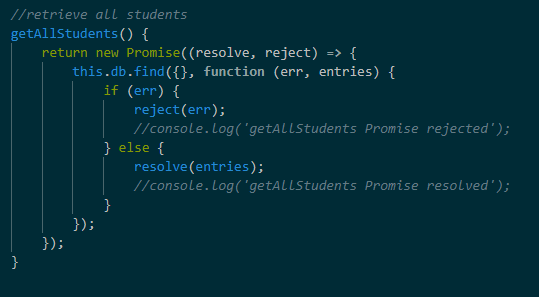 //retrieve all students
getAllStudents() {
    return new Promise((resolve, reject) => {
        this.db.find({}, function (err, entries) {
            if (err) {
                reject(err);
                //console.log('getAllStudents Promise rejected');
            } else {
                resolve(entries);
                //console.log('getAllStudents Promise resolved');
            }
        });
    });
}